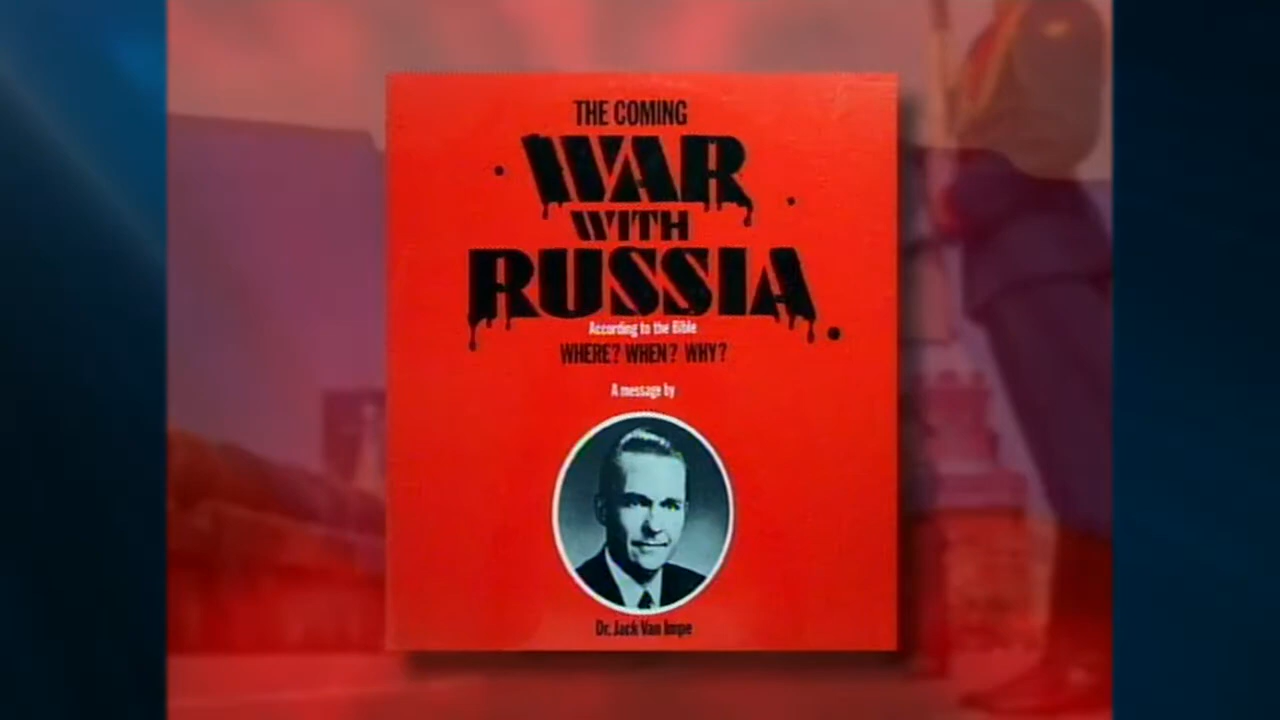 THE COMING
WAR
WITH
RUSSIA
According to the Bible
WHERE? WHEN? WHY?
A message by
Dr. Jack Van Impe